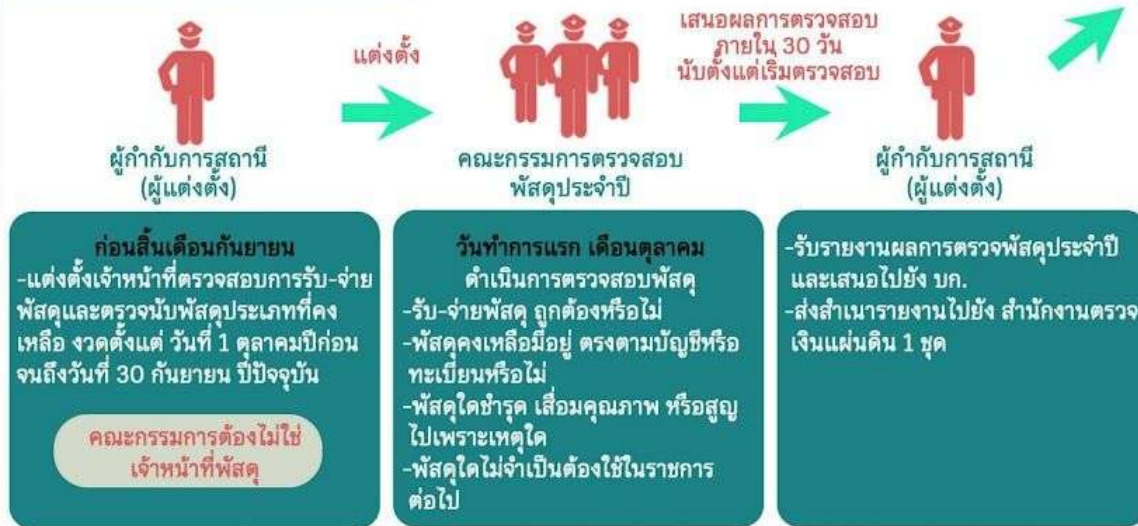 แต่งตั้ง
เสนอผลการตรวจสอบ
ภายใน 30 วัน
นับตั้งแต่เริ่มตรวจสอบ
ผู้กำกับการสถานี
(ผู้แต่งตั้ง)
คณะกรรมการตรวจสอบ
พัสดุประจำปี
ผู้กำกับการสถานี
(ผู้แต่งตั้ง)
ก่อนสิ้นเดือนกันยายน
-แต่งตั้งเจ้าหน้าที่ตรวจสอบการรับ-จ่าย
พัสดุและตรวจนับพัสดุประเภทที่คง
เหลือ งวดตั้งแต่ วันที่ 1 ตุลาคมปีก่อน
จนถึงวันที่ 30 กันยายน ปีปัจจุบัน
คณะกรรมการต้องไม่ใช่
เจ้าหน้าที่พัสดุ
วันทำการแรก เดือนตุลาคม
ดำเนินการตรวจสอบพัสดุ
-รับ-จ่ายพัสดุ ถูกต้องหรือไม่
-พัสดุคงเหลือมีอยู่ ตรงตามบัญชีหรือ
ทะเบียนหรือไม่
-พัสดุใดชำรุด เสื่อมคุณภาพ หรือสูญ
ไปเพราะเหตุใด
-พัสดุใดไม่จำเป็นต้องใช้ในราชการ
ต่อไป
-รับรายงานผลการตรวจพัสดุประจำปี
และเสนอไปยัง บก.
-ส่งสำเนารายงานไปยัง สำนักงานตรวจ
เงินแผ่นดิน 1 ชุด